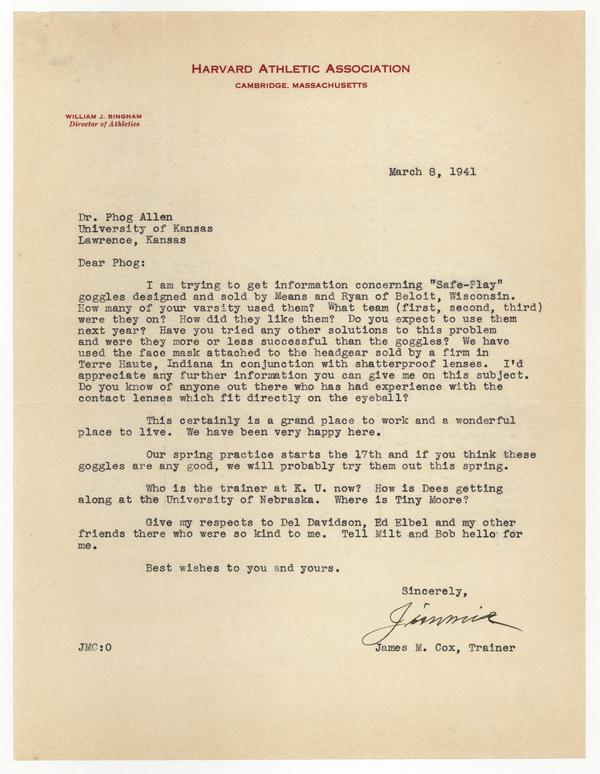 HARVARD ATHLETIC ASSOCIATION
CAMBRIDGE, MASSACHUSETTS
WILLIAM J. BINGHAM
Director of Athletics
March 8, 1941
Dr. Phog Allen
University of Kansas
Lawrence, Kansas
Dear Phog:
I am trying to get information concerning "Safe-Play"
goggles designed and sold by Means and Ryan of Beloit, Wisconsin.
How many of your varsity used them? What team (first, second, third)
were they on? How did they like them? Do you expect to use them
next year? Have you tried any other solutions to this problem
and were they more or less successful than the goggles? We have
used the face mask attached to the headgear sold by a firm in
Terre Haute, Indiana in conjunction with shatterproof lenses. I'd
appreciate any further information you can give me on this subject.
Do you know of anyone out there who has had experience with the
contact lenses which fit directly on the eyeball?
This certainly is a grand place to work and a wonderful
place to live. We have been very happy here.
Our spring practice starts the 17th and if you think these
goggles are any good, we will probably try them out this spring.
Who is the trainer at K. U. now? How is Dees getting
along at the University of Nebraska. Where is Tiny Moore?
Give my respects to Del Davidson, Ed Elbel and my other
friends there who were so kind to me. Tell Milt and Bob hello for
me.
Best wishes to you and yours.
Sincerely,
Jimmie
JMC:O
James M. Cox, Trainer